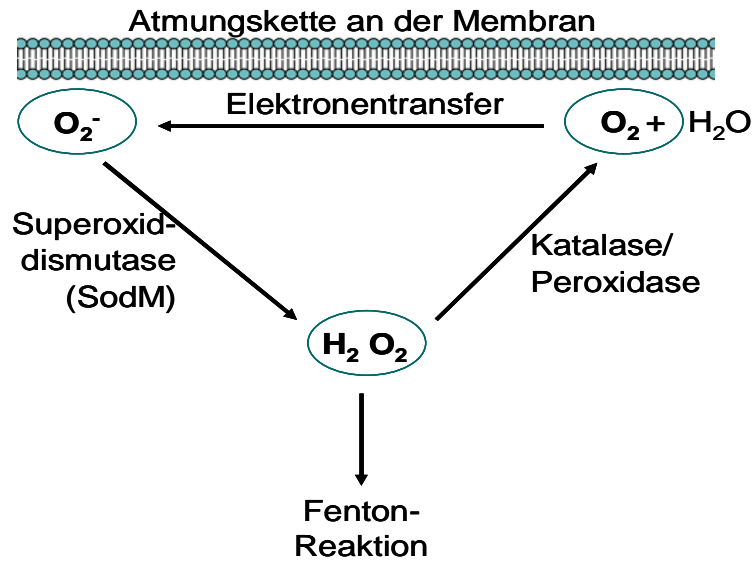 Atmungskette an der Membran
Elektronentransfer
O₂⁻
O₂ + H₂O
Superoxid-
dismutase
(SodM)
Katalase/
Peroxidase
H₂ O₂
Fenton-
Reaktion